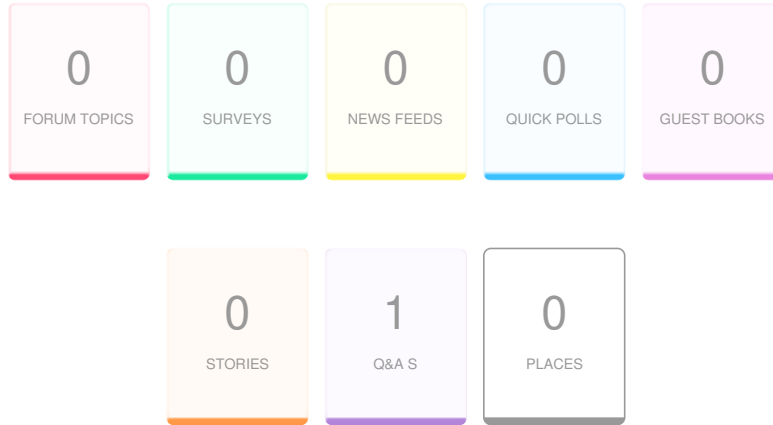 0 0 0 0 0
FORUM TOPICS SURVEYS NEWS FEEDS QUICK POLLS GUEST BOOKS
0 1 0
STORIES Q&A S PLACES